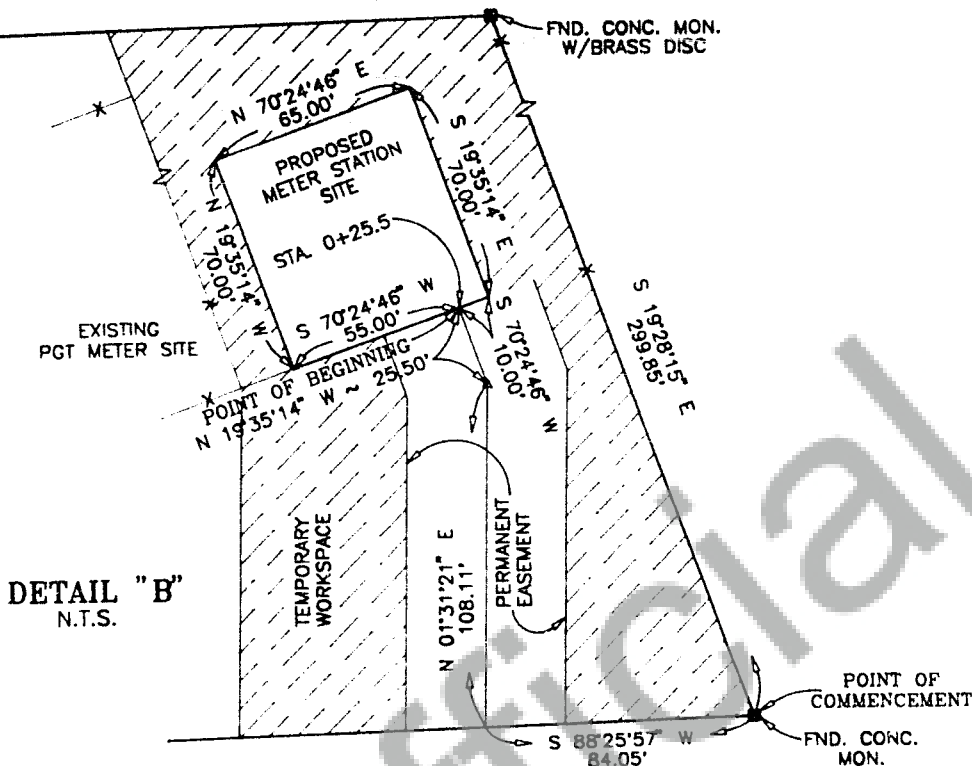 FND. CONC. MON.
W/BRASS DISC
N 70°24'46" E
65.00'
PROPOSED
METER STATION
SITE
S 19°35'14" E
70.00'
N 19°35'14" W
70.00'
STA. 0+25.5
S 70°24'46" W
55.00'
S 70°24'46" W
10.00'
S 19°28'15" E
299.85'
EXISTING
PGT METER SITE
POINT OF BEGINNING
N 19°35'14" W ~ 25.50'
TEMPORARY
WORKSPACE
N 01°31'21" E
108.11'
PERMANENT
EASEMENT
DETAIL "B"
N.T.S.
POINT OF
COMMENCEMENT
S 88°25'57" W
84.05'
FND. CONC.
MON.
fficial